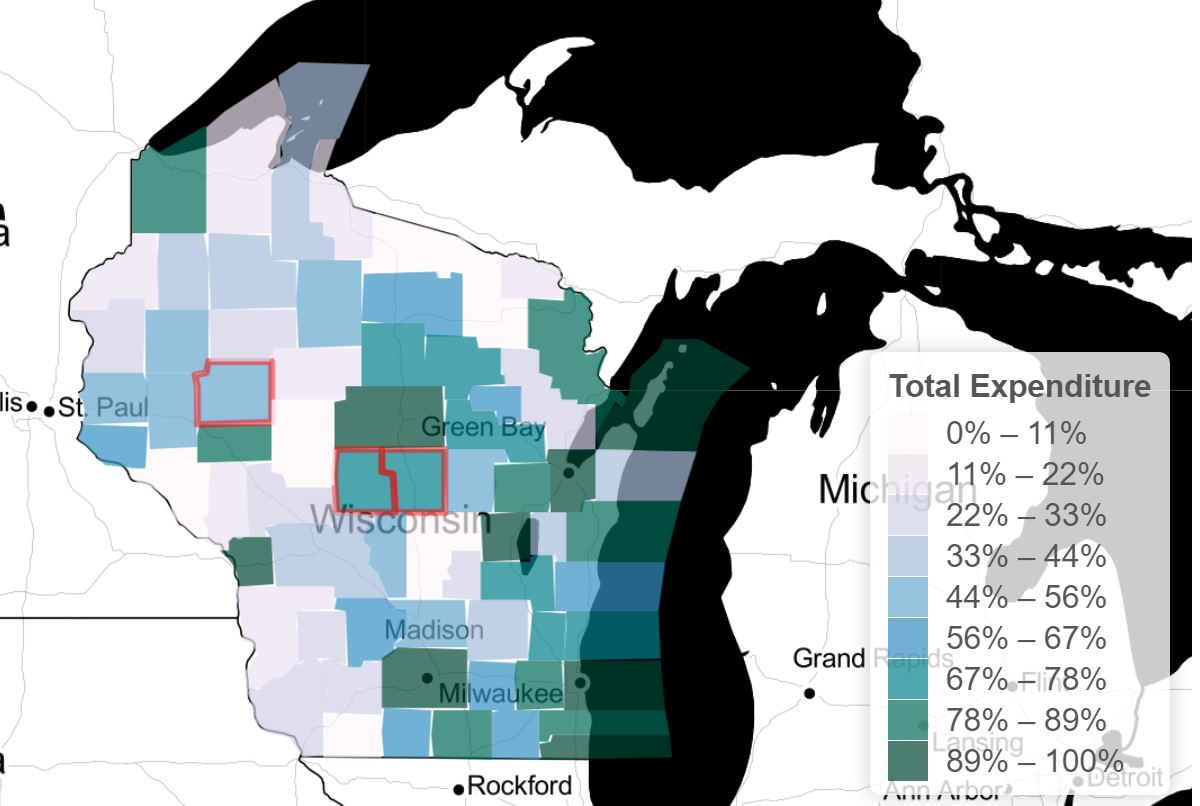 a
lis
St. Paul
Green Bay
Wisconsin
Madison
Milwaukee
Rockford
a
Michigan
Grand Rapids
Flint
Lansing
Detroit
Ann Arbor
Total Expenditure
0% – 11%
11% – 22%
22% – 33%
33% – 44%
44% – 56%
56% – 67%
67% – 78%
78% – 89%
89% – 100%